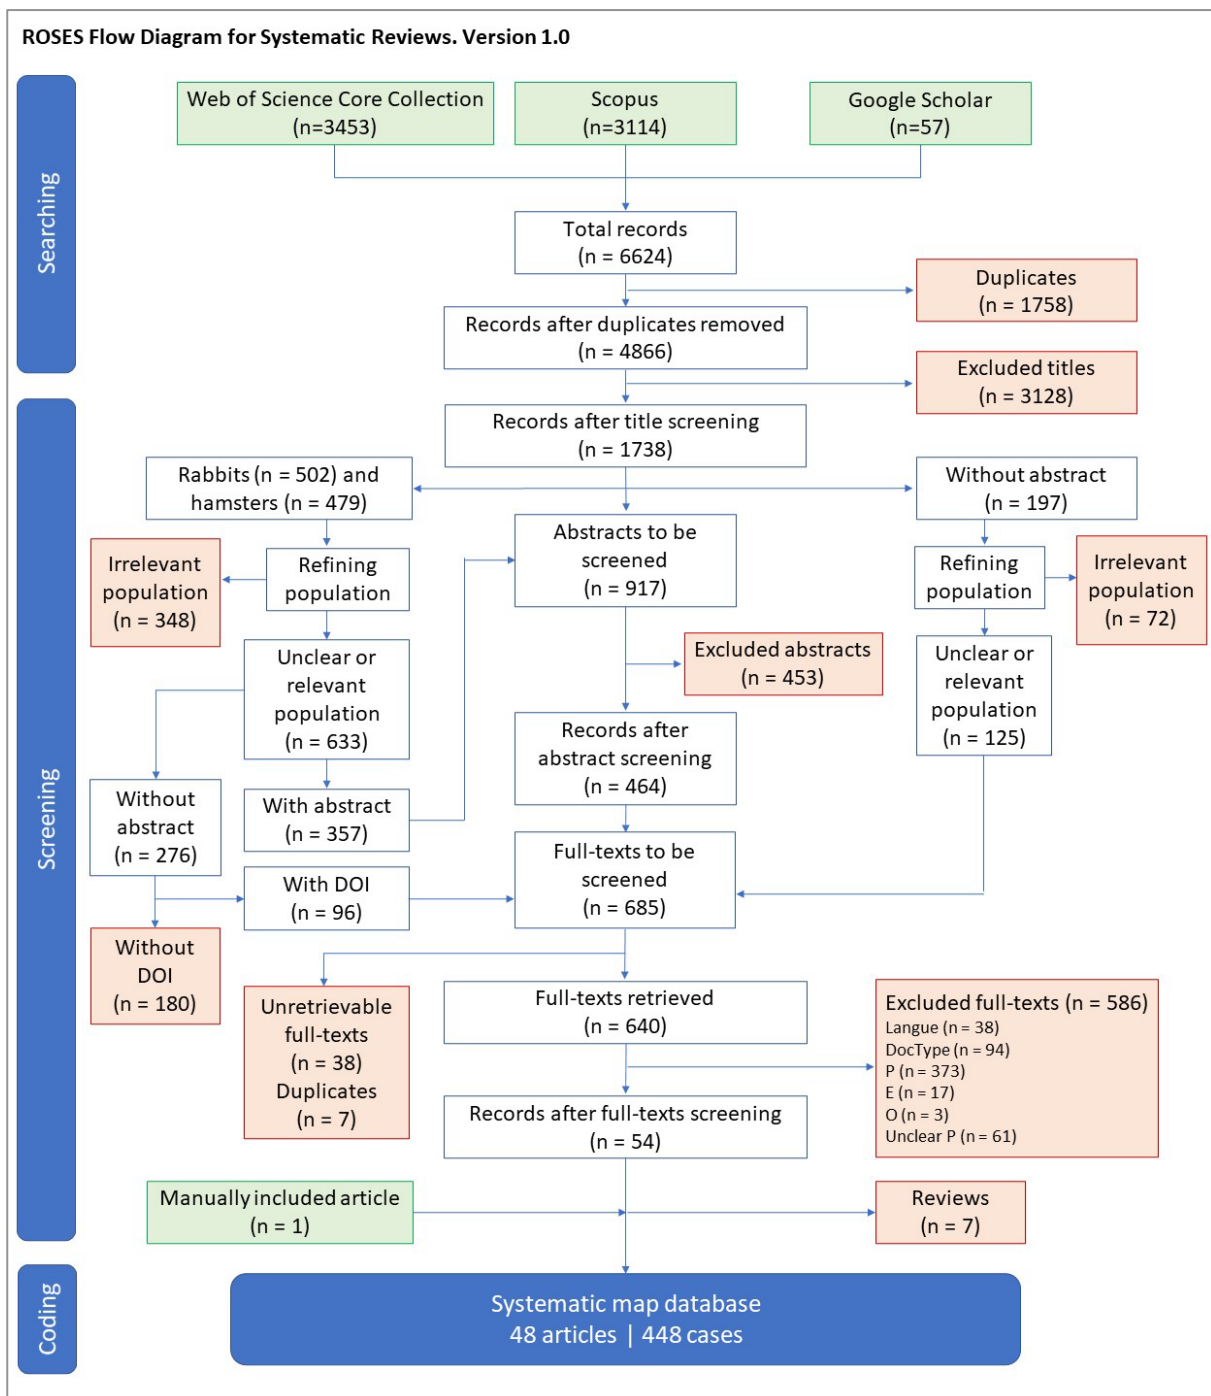 ROSES Flow Diagram for Systematic Reviews. Version 1.0
Searching
Web of Science Core Collection
(n=3453)
Scopus
(n=3114)
Google Scholar
(n=57)
Total records
(n = 6624)
Duplicates
(n = 1758)
Records after duplicates removed
(n = 4866)
Excluded titles
(n = 3128)
Screening
Records after title screening
(n = 1738)
Rabbits (n = 502) and
hamsters (n = 479)
Without abstract
(n = 197)
Abstracts to be
screened
(n = 917)
Irrelevant
population
(n = 348)
Refining
population
Refining
population
Irrelevant
population
(n = 72)
Unclear or
relevant
population
(n = 633)
Excluded abstracts
(n = 453)
Unclear or
relevant
population
(n = 125)
Records after
abstract screening
(n = 464)
Without
abstract
(n = 276)
With abstract
(n = 357)
Full-texts to be
screened
(n = 685)
With DOI
(n = 96)
Without
DOI
(n = 180)
Unretrievable
full-texts
(n = 38)
Duplicates
(n = 7)
Full-texts retrieved
(n = 640)
Excluded full-texts (n = 586)
Langue (n = 38)
DocType (n = 94)
P (n = 373)
E (n = 17)
O (n = 3)
Unclear P (n = 61)
Records after full-texts screening
(n = 54)
Manually included article
(n = 1)
Reviews
(n = 7)
Coding
Systematic map database
48 articles | 448 cases